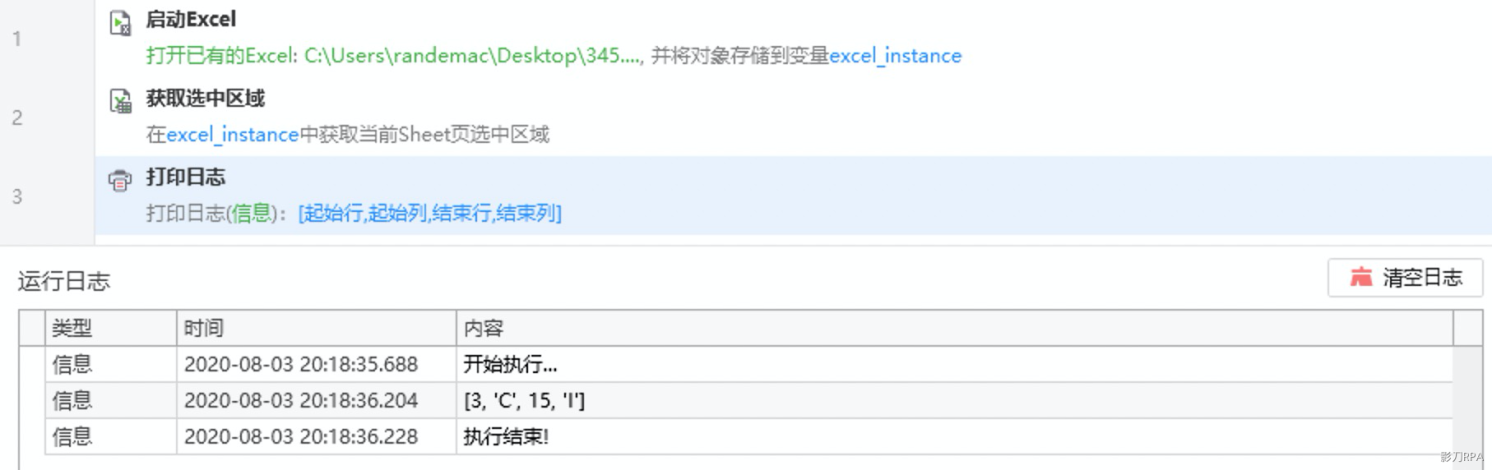 1
启动Excel
打开已有的Excel: C:\Users\randemac\Desktop\345...., 并将对象存储到变量excel_instance
2
获取选中区域
在excel_instance中获取当前Sheet页选中区域
3
打印日志
打印日志(信息)： [起始行,起始列,结束行,结束列]
运行日志
清空日志
类型 时间 内容
信息 2020-08-03 20:18:35.688 开始执行...
信息 2020-08-03 20:18:36.204 [3, 'C', 15, 'I']
信息 2020-08-03 20:18:36.228 执行结束!
影刀RPA